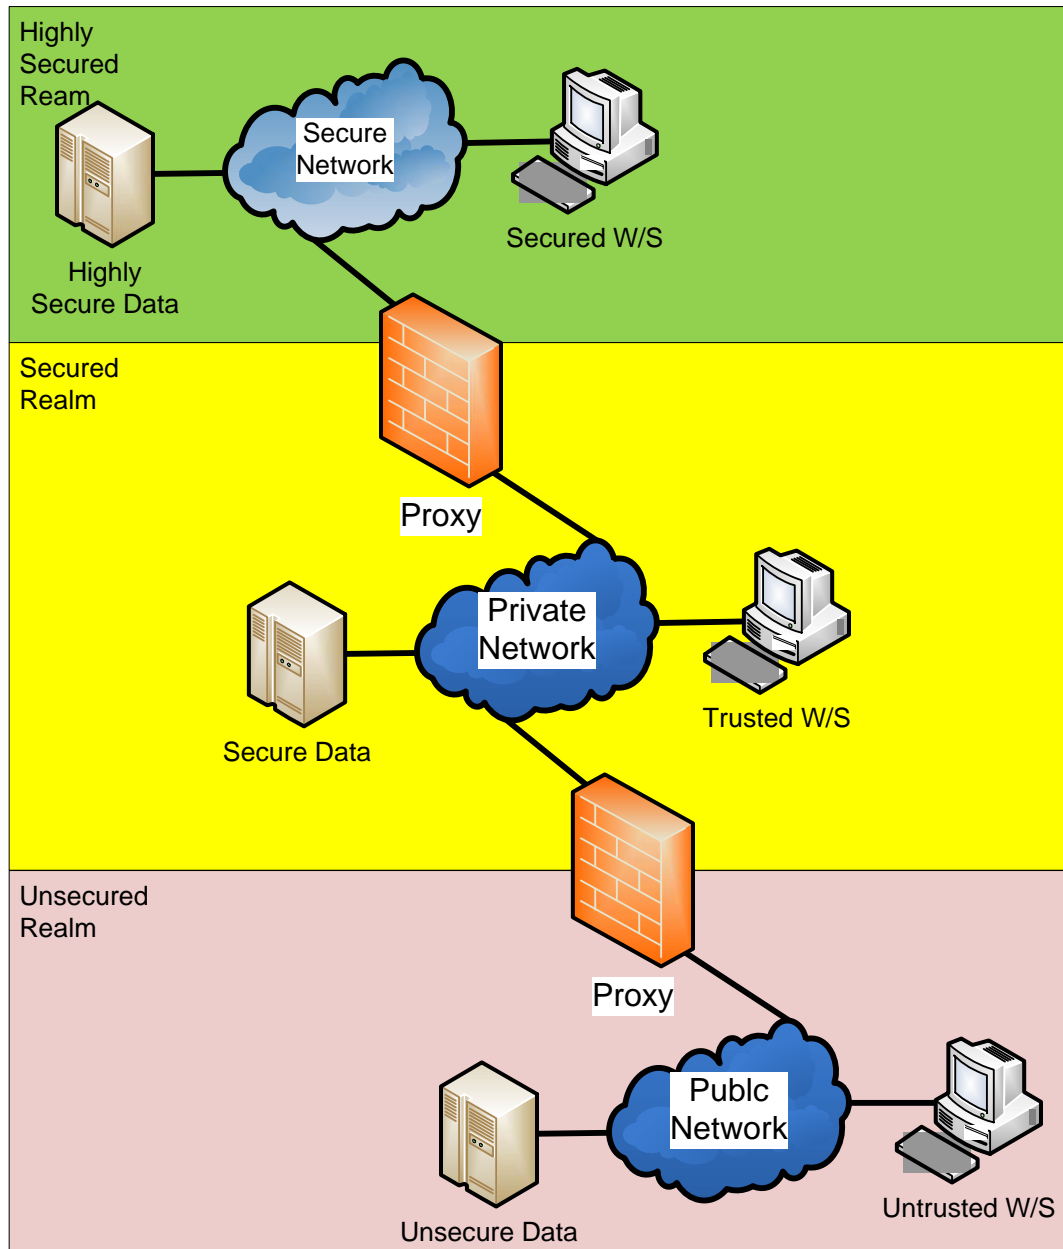 Highly
Secured
Ream
Secure
Network
Secured W/S
Highly
Secure Data
Secured
Realm
Proxy
Private
Network
Trusted W/S
Secure Data
Unsecured
Realm
Proxy
Publc
Network
Untrusted W/S
Unsecure Data